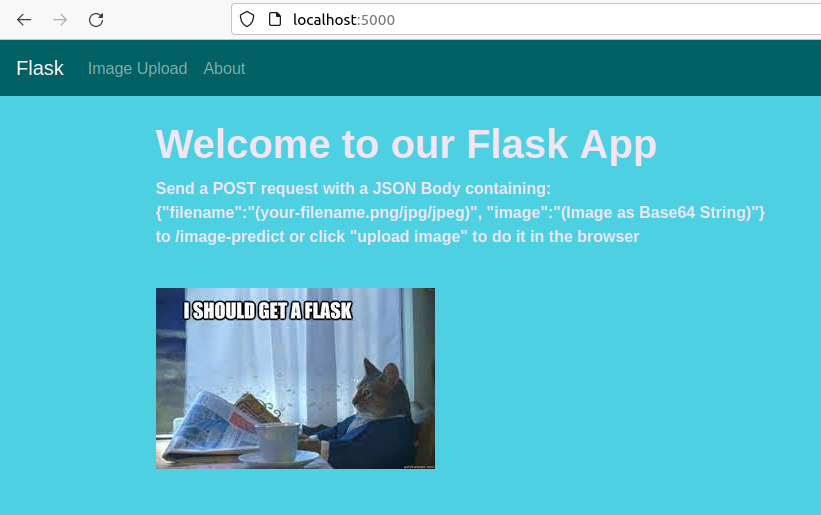 localhost:5000
Flask Image Upload About
Welcome to our Flask App
Send a POST request with a JSON Body containing:
{"filename":"(your-filename.png/jpg/jpeg)", "image":"(Image as Base64 String)"}
to /image-predict or click "upload image" to do it in the browser
I SHOULD GET A FLASK